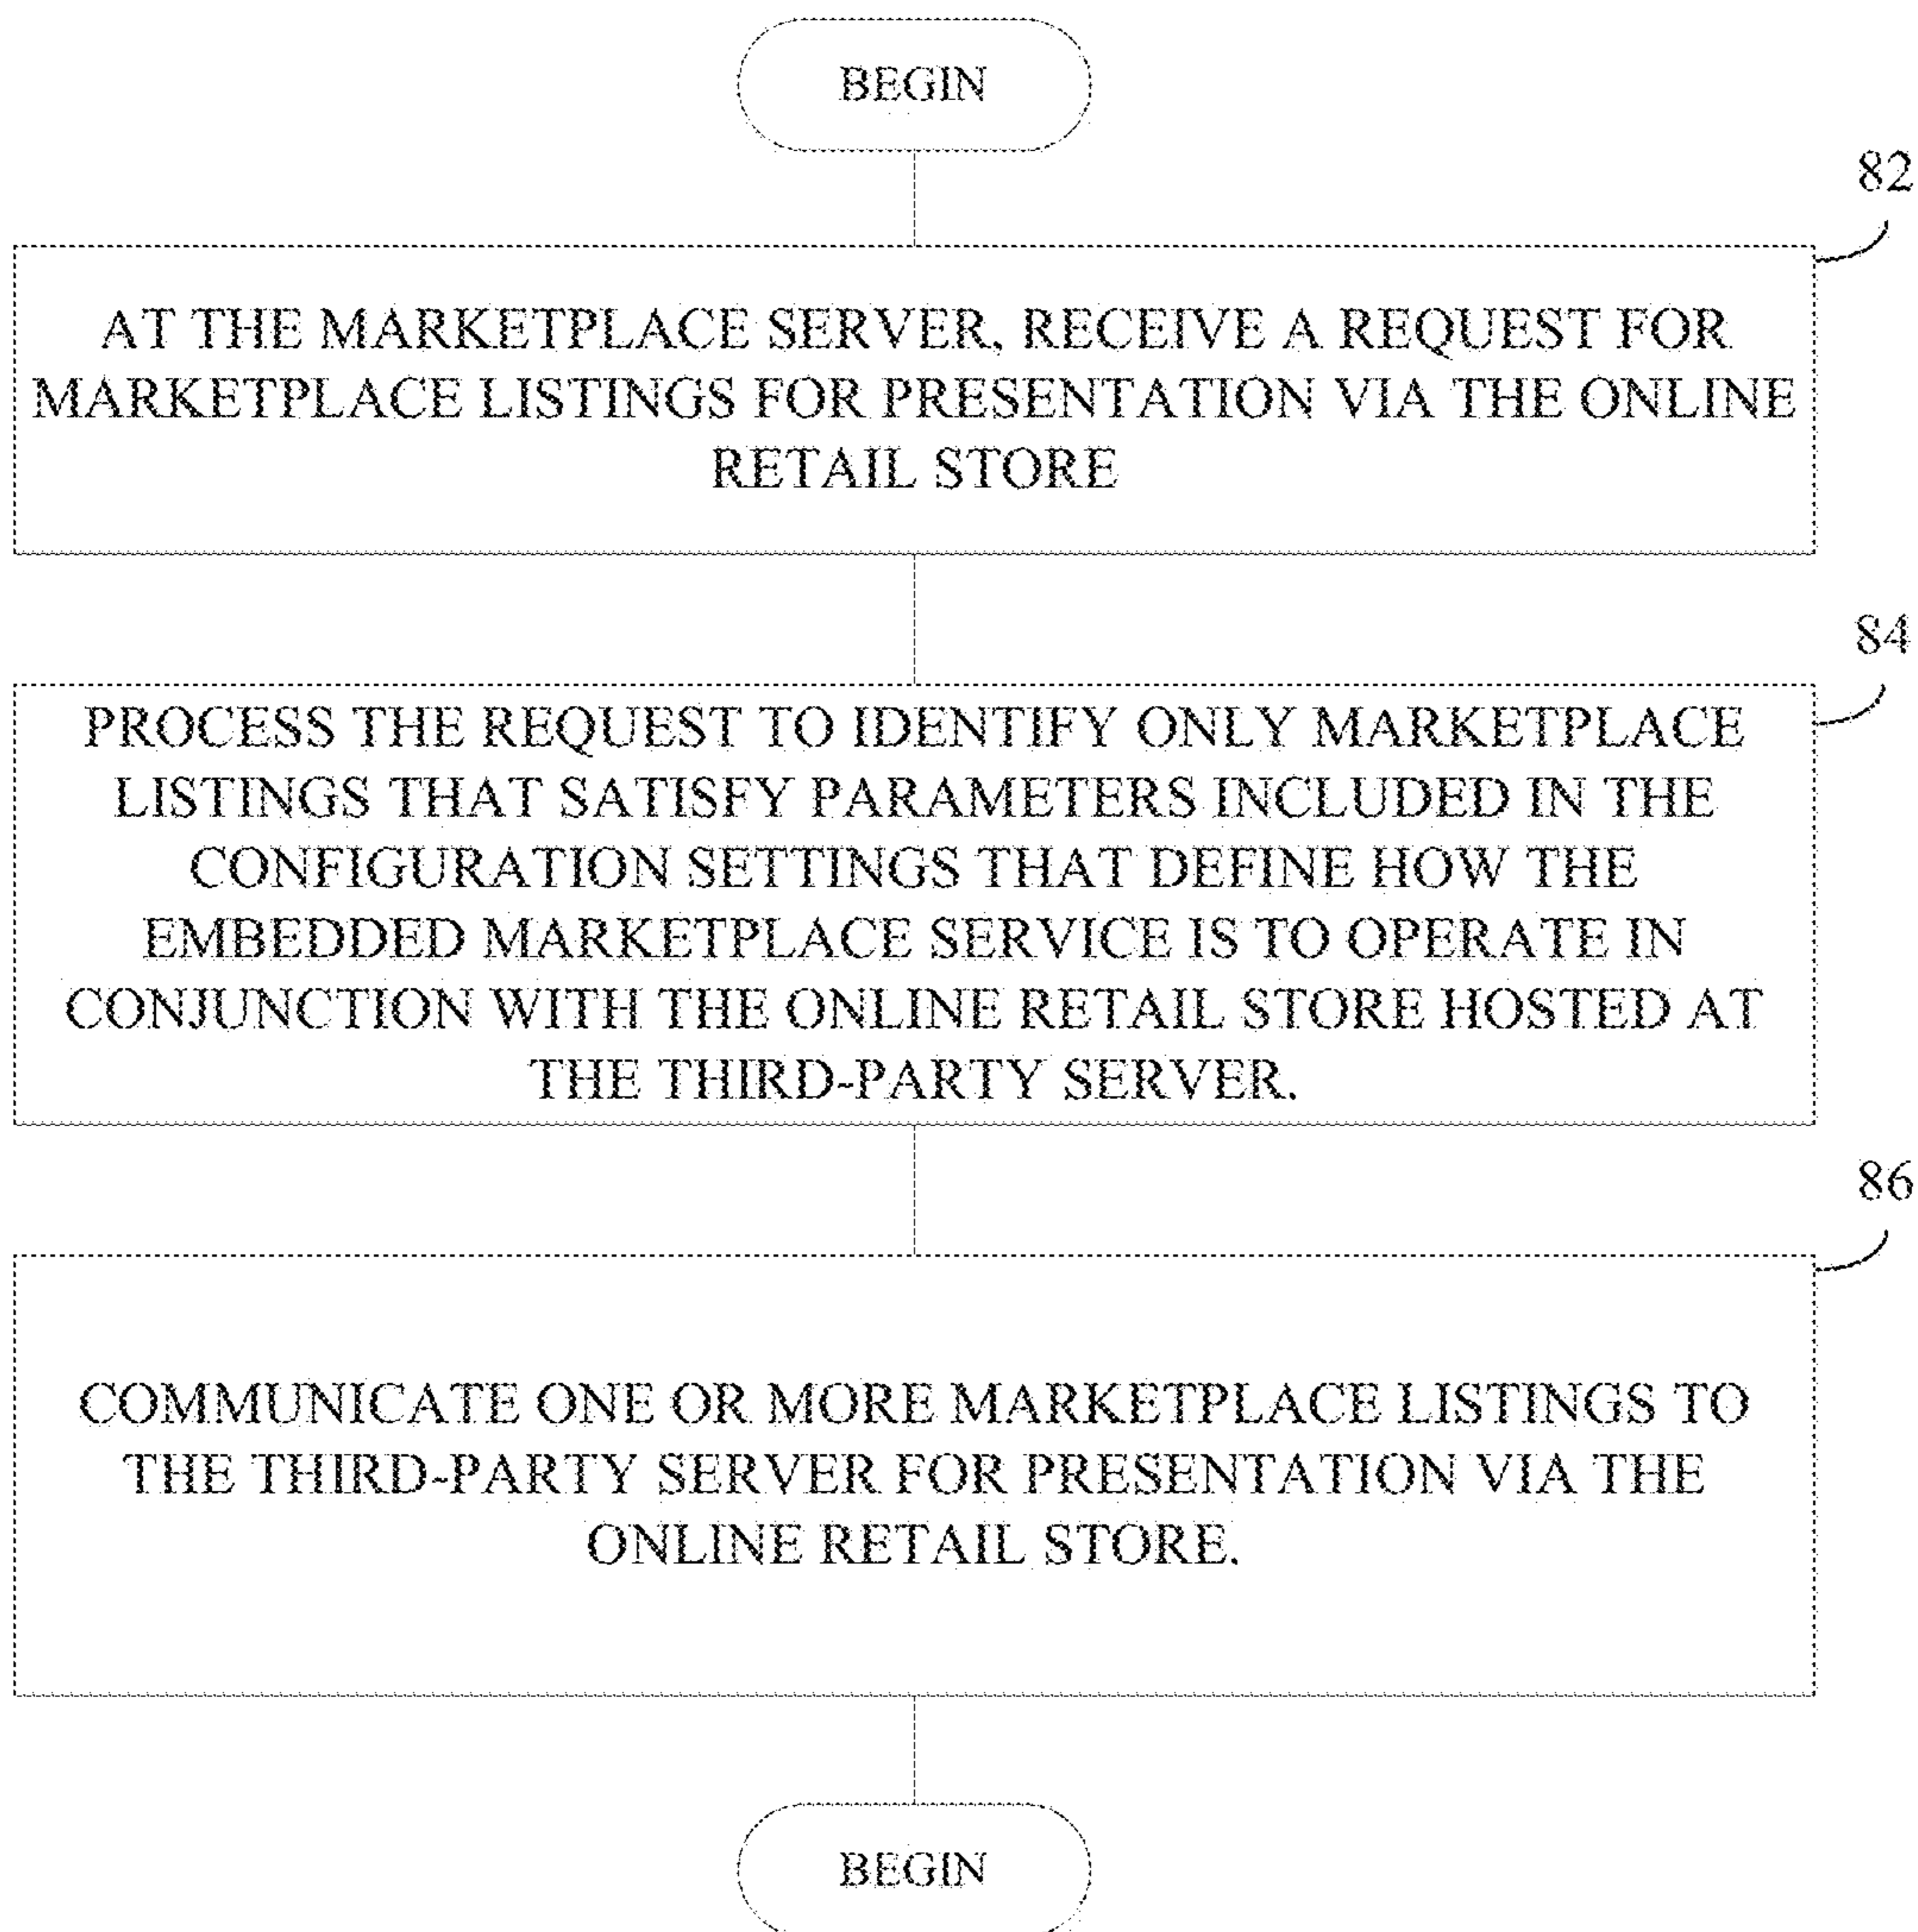 BEGIN
82
AT THE MARKETPLACE SERVER, RECEIVE A REQUEST FOR
MARKETPLACE LISTINGS FOR PRESENTATION VIA THE ONLINE
RETAIL STORE
84
PROCESS THE REQUEST TO IDENTIFY ONLY MARKETPLACE
LISTINGS THAT SATISFY PARAMETERS INCLUDED IN THE
CONFIGURATION SETTINGS THAT DEFINE HOW THE
EMBEDDED MARKETPLACE SERVICE IS TO OPERATE IN
CONJUNCTION WITH THE ONLINE RETAIL STORE HOSTED AT
THE THIRD-PARTY SERVER.
86
COMMUNICATE ONE OR MORE MARKETPLACE LISTINGS TO
THE THIRD-PARTY SERVER FOR PRESENTATION VIA THE
ONLINE RETAIL STORE.
BEGIN